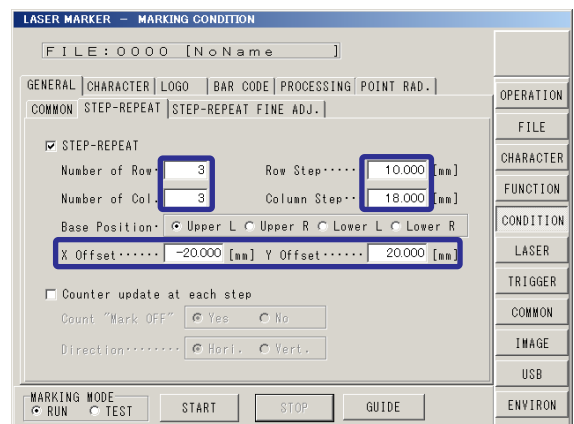 LASER MARKER － MARKING CONDITION
FILE:0000 [NoName ]
GENERAL CHARACTER LOGO BAR CODE PROCESSING POINT RAD.
COMMON STEP-REPEAT STEP-REPEAT FINE ADJ.
STEP-REPEAT
Number of Row· 3 Row Step····· 10.000 [mm]
Number of Col. 3 Column Step·· 18.000 [mm]
Base Position· Upper L Upper R Lower L Lower R
X Offset······ -20.000 [mm] Y Offset······ 20.000 [mm]
Counter update at each step
Count "Mark OFF" Yes No
Direction········ Hori. Vert.
MARKING MODE
RUN TEST START STOP GUIDE
OPERATION
FILE
CHARACTER
FUNCTION
CONDITION
LASER
TRIGGER
COMMON
IMAGE
USB
ENVIRON